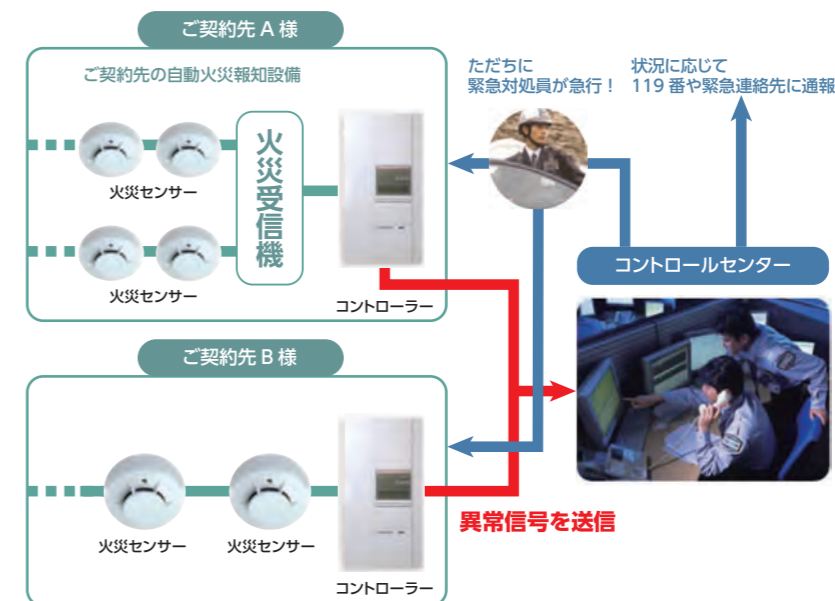 ご契約先 A 様
ご契約先の自動火災報知設備
火災センサー
火災センサー
火災受信機
コントローラー
ただちに
緊急対処員が急行！
状況に応じて
119 番や緊急連絡先に通報
コントロールセンター
ご契約先 B 様
火災センサー
火災センサー
コントローラー
異常信号を送信